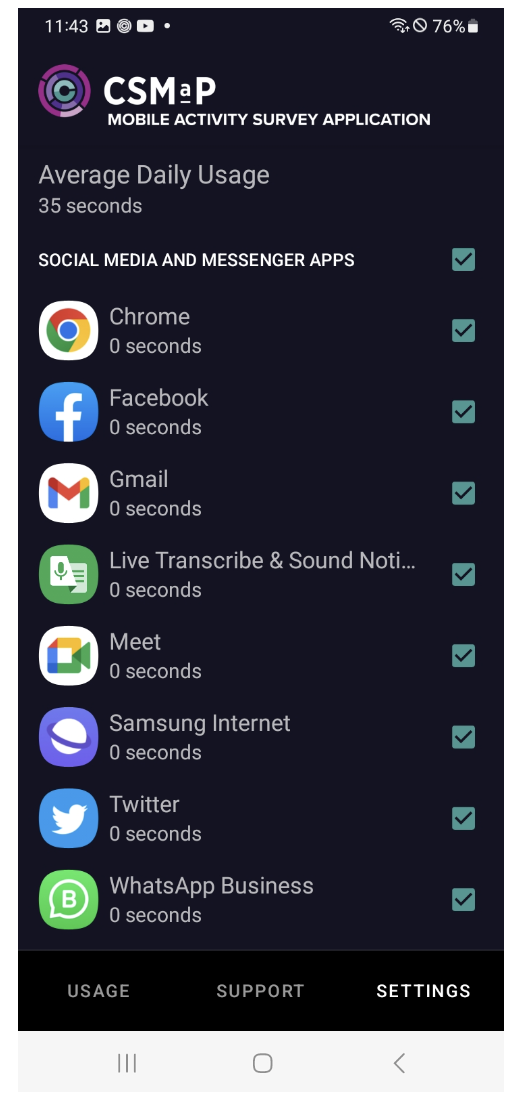 11:43 76%
CSMaP
MOBILE ACTIVITY SURVEY APPLICATION
Average Daily Usage
35 seconds
SOCIAL MEDIA AND MESSENGER APPS
Chrome
0 seconds
Facebook
0 seconds
Gmail
0 seconds
Live Transcribe & Sound Noti...
0 seconds
Meet
0 seconds
Samsung Internet
0 seconds
Twitter
0 seconds
WhatsApp Business
0 seconds
USAGE SUPPORT SETTINGS